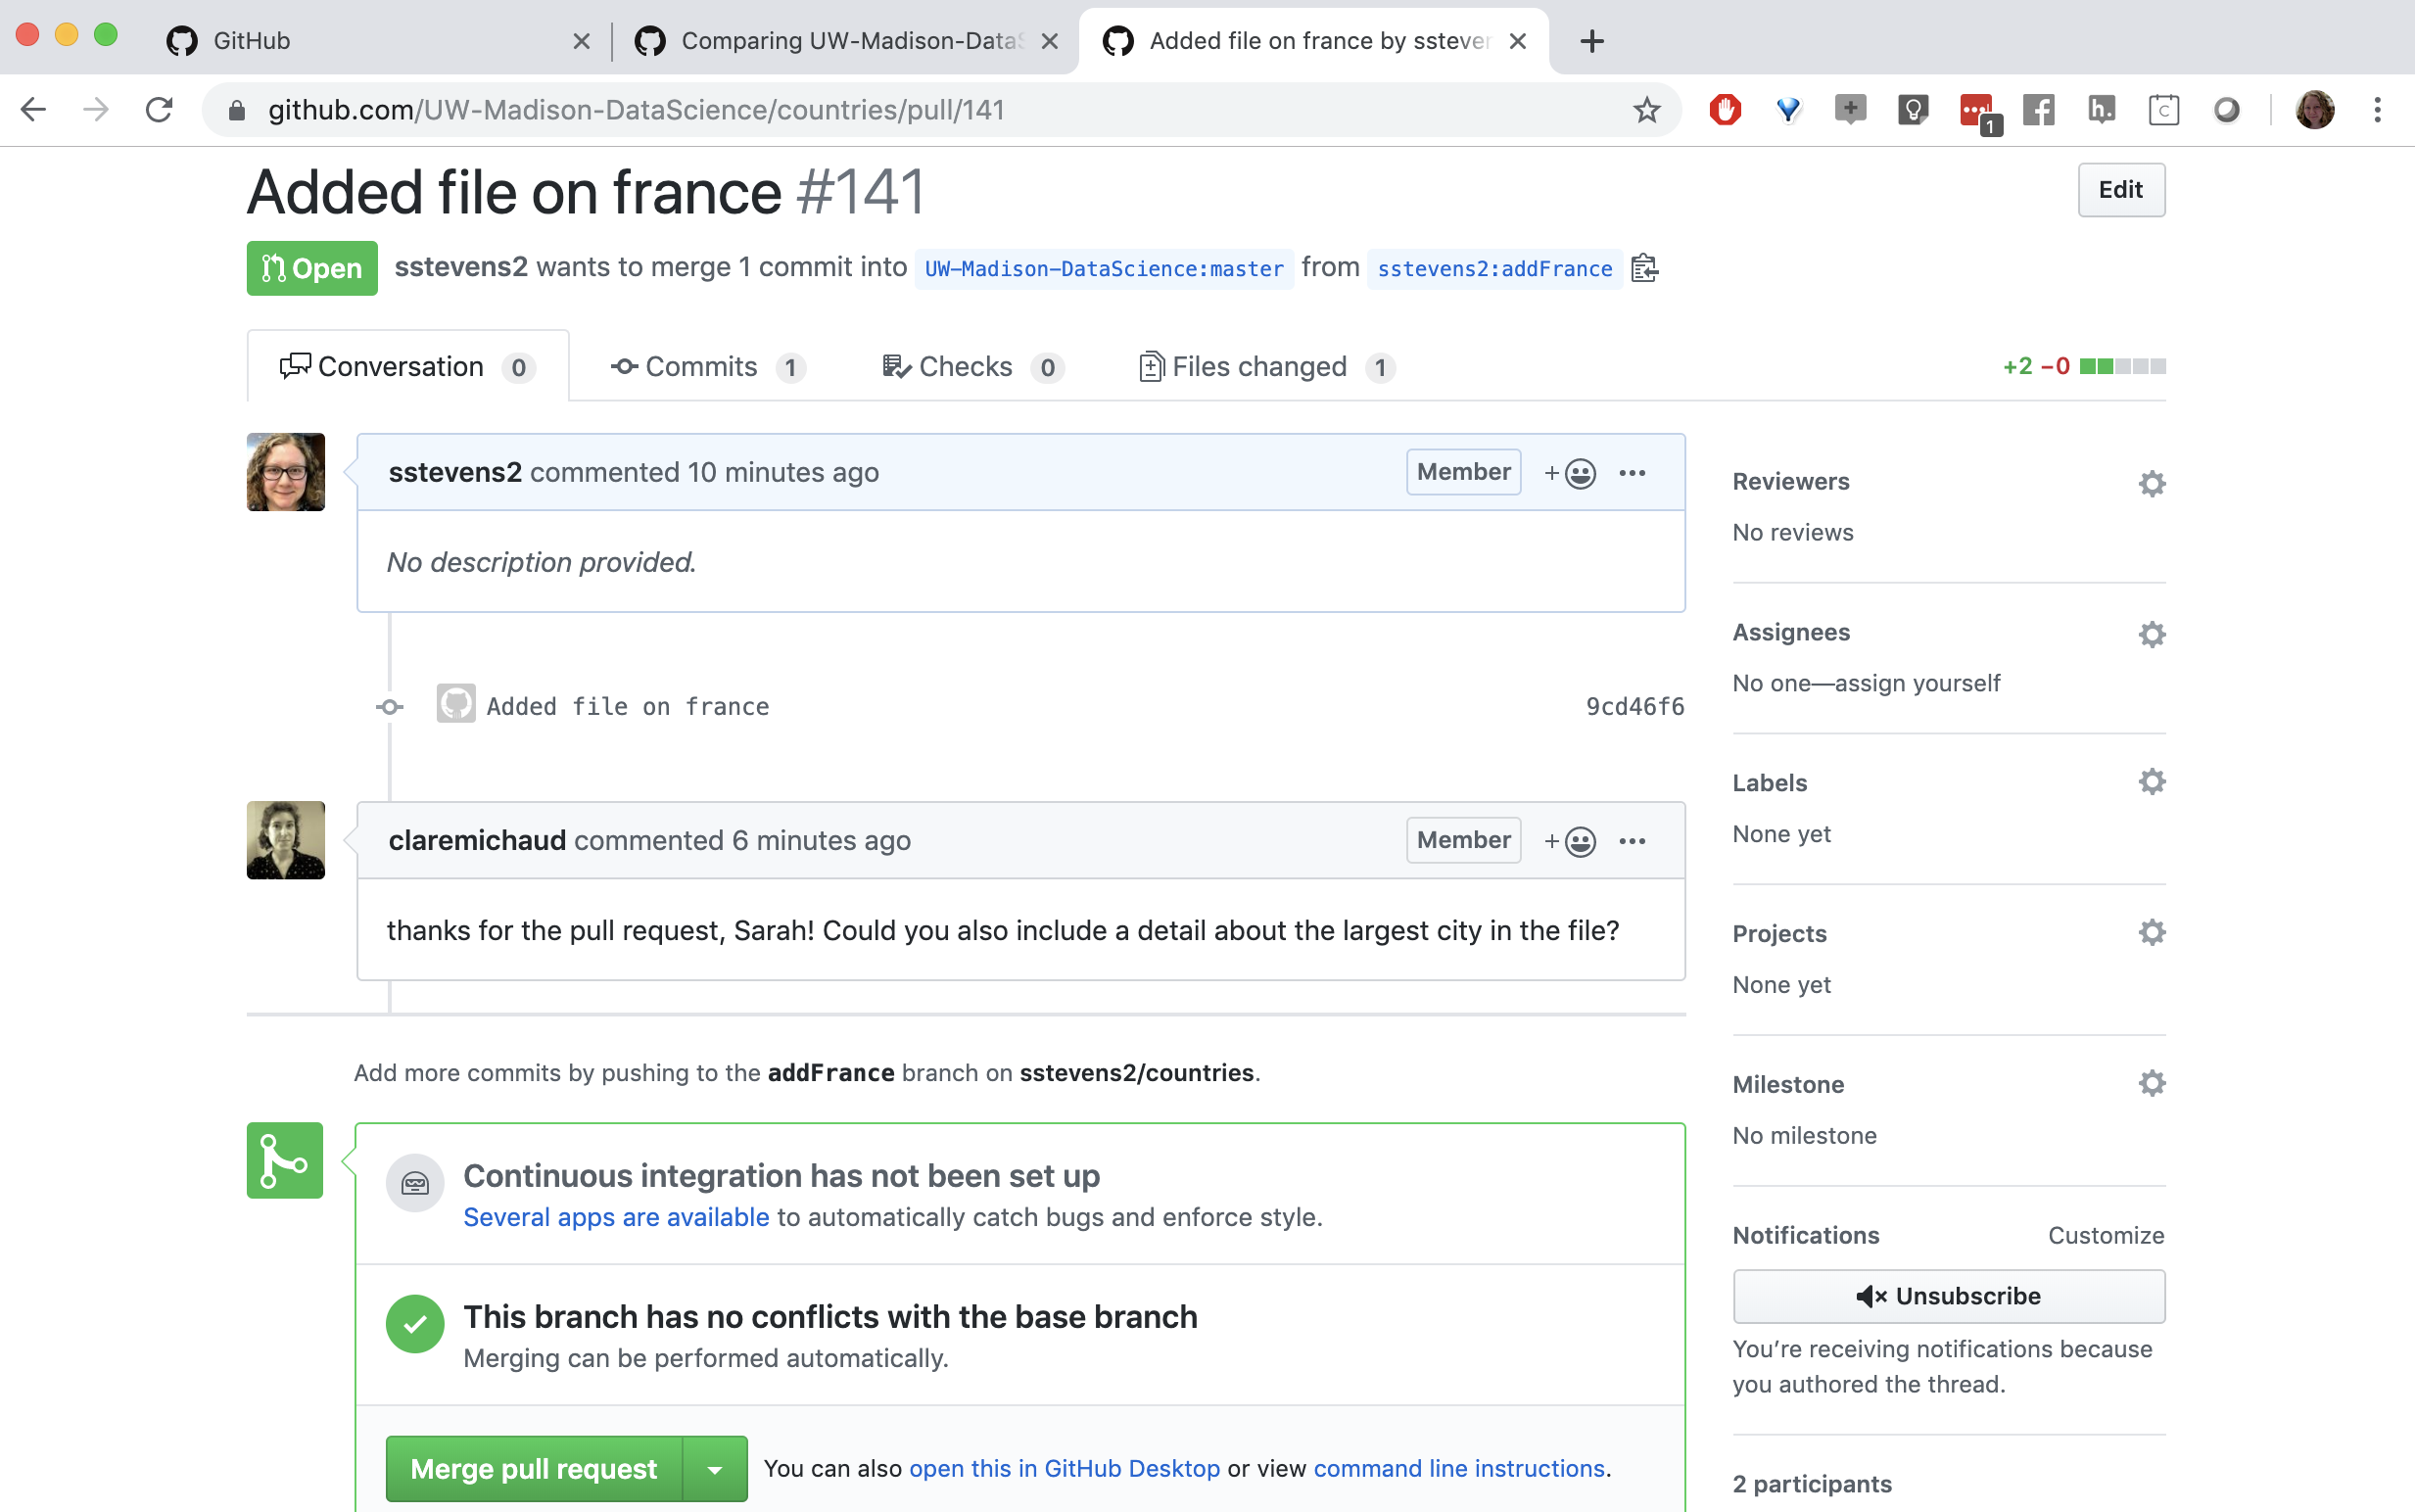 GitHub
Comparing UW-Madison-Data
Added file on france by sstever
github.com/UW-Madison-DataScience/countries/pull/141
1
h.
C
Added file on france #141
Edit
Open
sstevens2 wants to merge 1 commit into UW-Madison-DataScience:master from sstevens2:addFrance
Conversation 0
Commits 1
Checks 0
Files changed 1
+2 −0
sstevens2 commented 10 minutes ago
Member
No description provided.
Added file on france
9cd46f6
claremichaud commented 6 minutes ago
Member
thanks for the pull request, Sarah! Could you also include a detail about the largest city in the file?
Add more commits by pushing to the addFrance branch on sstevens2/countries.
Continuous integration has not been set up
Several apps are available to automatically catch bugs and enforce style.
This branch has no conflicts with the base branch
Merging can be performed automatically.
Merge pull request
You can also open this in GitHub Desktop or view command line instructions.
Reviewers
No reviews
Assignees
No one—assign yourself
Labels
None yet
Projects
None yet
Milestone
No milestone
Notifications
Customize
Unsubscribe
You’re receiving notifications because
you authored the thread.
2 participants